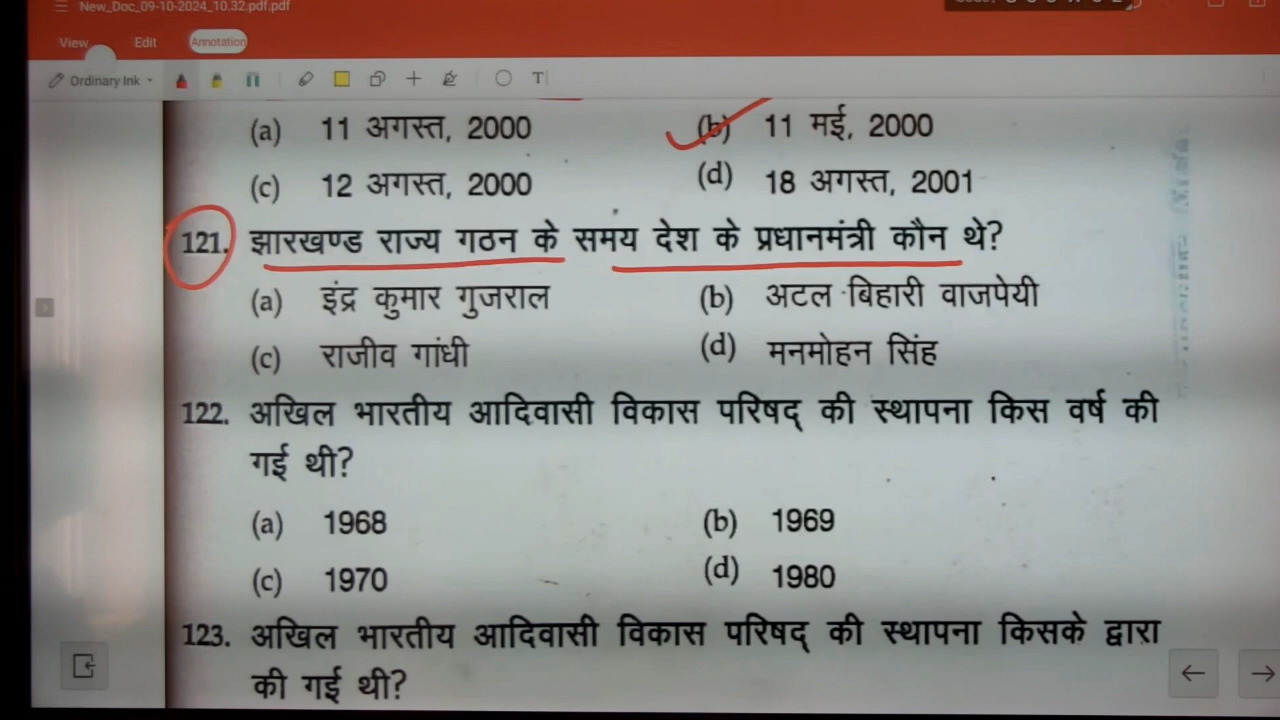 New_Doc_09-10-2024_10.32.pdf.pdf
View Edit Annotation
Ordinary Ink
(a) 11 अगस्त, 2000 (b) 11 मई, 2000
(c) 12 अगस्त, 2000 (d) 18 अगस्त, 2001
121. झारखण्ड राज्य गठन के समय देश के प्रधानमंत्री कौन थे?
(a) इंद्र कुमार गुजराल (b) अटल बिहारी वाजपेयी
(c) राजीव गांधी (d) मनमोहन सिंह
122. अखिल भारतीय आदिवासी विकास परिषद् की स्थापना किस वर्ष की
गई थी?
(a) 1968 (b) 1969
(c) 1970 (d) 1980
123. अखिल भारतीय आदिवासी विकास परिषद् की स्थापना किसके द्वारा
की गई थी?